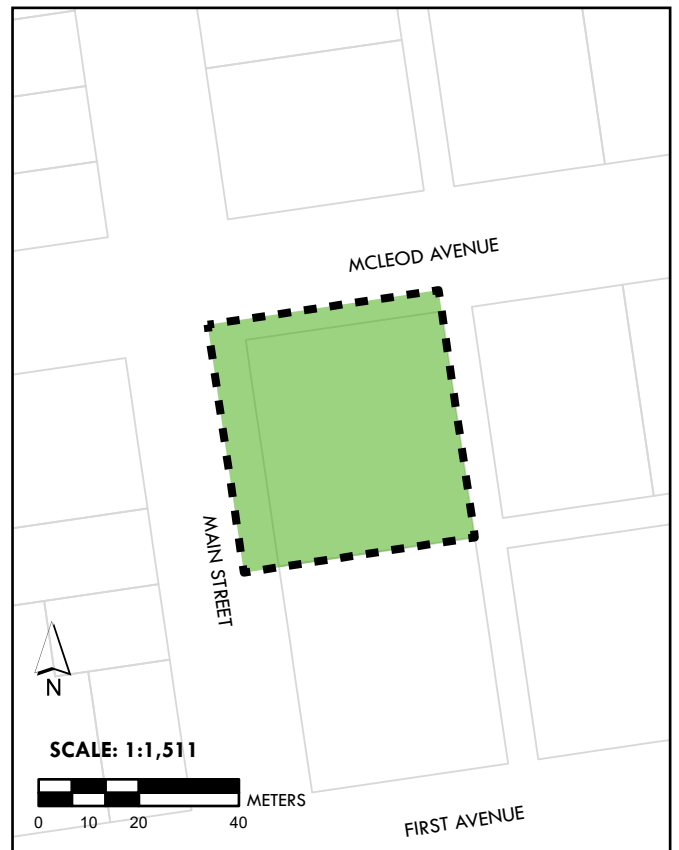 MCLEOD AVENUE
MAIN STREET
N
SCALE: 1:1,511
METERS
0 10 20 40
FIRST AVENUE